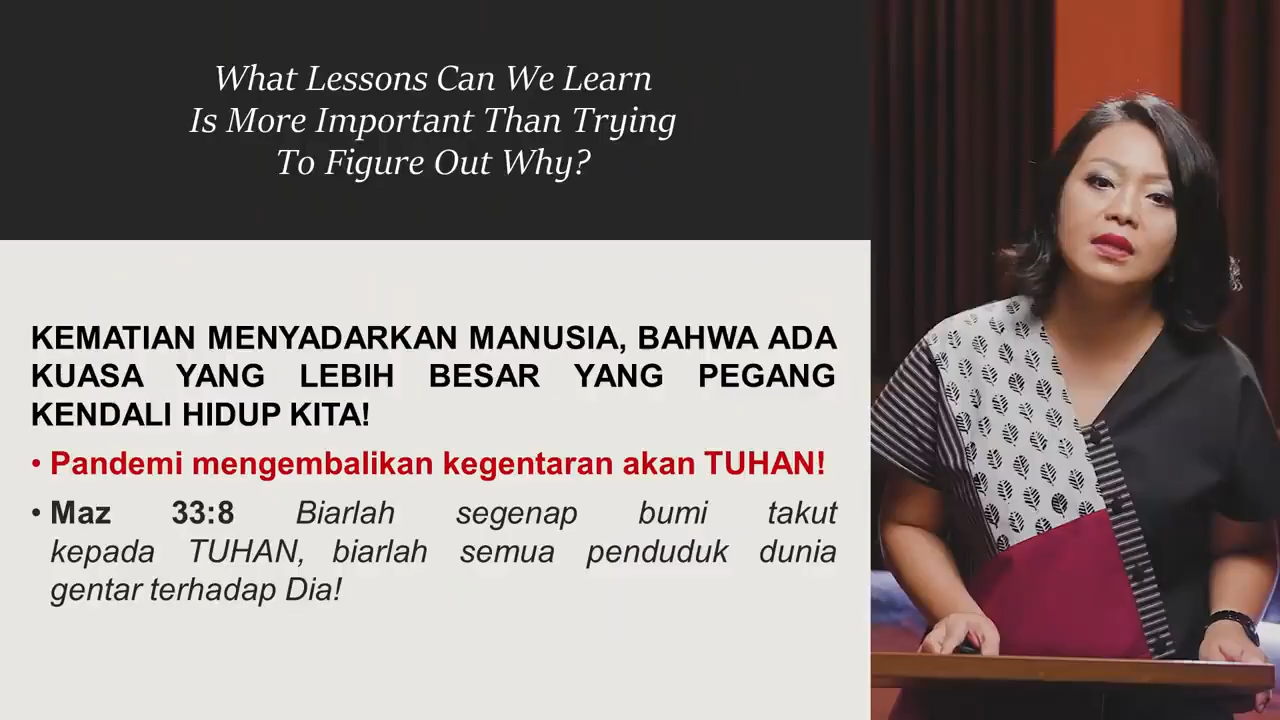 What Lessons Can We Learn
Is More Important Than Trying
To Figure Out Why?
KEMATIAN MENYADARKAN MANUSIA, BAHWA ADA
KUASA YANG LEBIH BESAR YANG PEGANG
KENDALI HIDUP KITA!
• Pandemi mengembalikan kegentaran akan TUHAN!
• Maz 33:8 Biarlah segenap bumi takut
kepada TUHAN, biarlah semua penduduk dunia
gentar terhadap Dia!